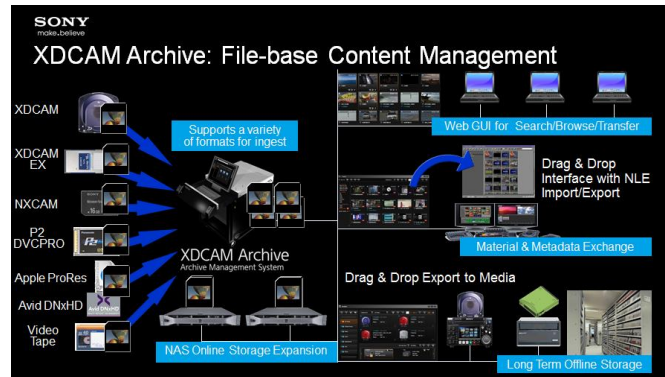 SONY
make.believe
XDCAM Archive: File-base Content Management
XDCAM
XDCAM
EX
NXCAM
P2
DVCPRO
Apple ProRes
Avid DNxHD
Video
Tape
Supports a variety
of formats for ingest
XDCAM Archive
Archive Management System
NAS Online Storage Expansion
Web GUI for Search/Browse/Transfer
Drag & Drop
Interface with NLE
Import/Export
Material & Metadata Exchange
Drag & Drop Export to Media
Long Term Offline Storage